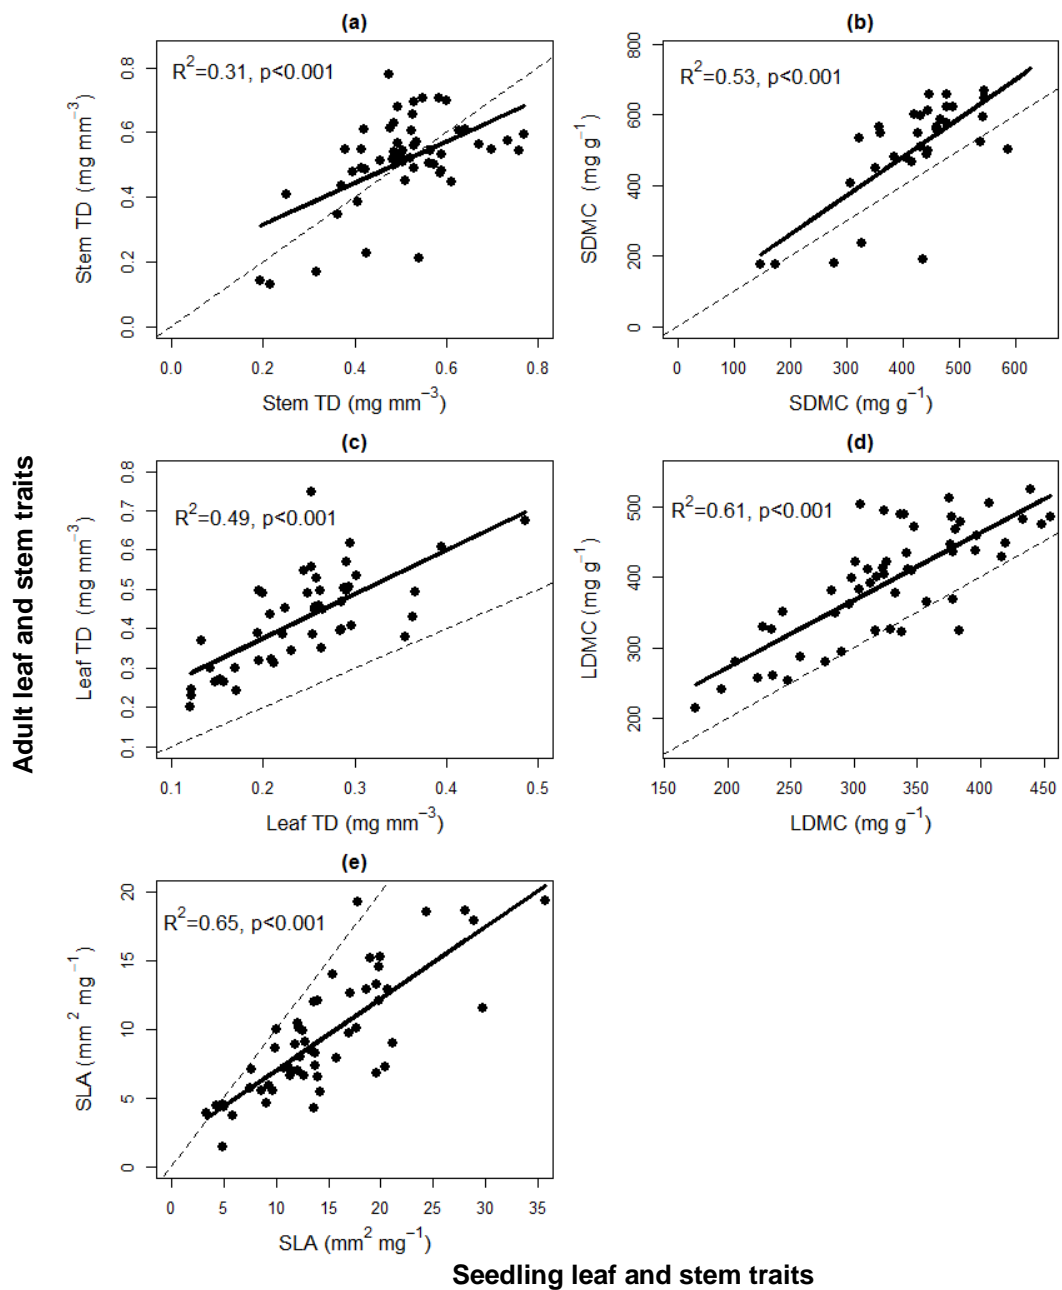 (a)
R²=0.31, p<0.001
Stem TD (mg mm⁻³)
0.0 0.2 0.4 0.6 0.8
0.0 0.2 0.4 0.6 0.8
Stem TD (mg mm⁻³)
(b)
R²=0.53, p<0.001
SDMC (mg g⁻¹)
0 200 400 600 800
0 100 200 300 400 500 600
SDMC (mg g⁻¹)
Adult leaf and stem traits
(c)
R²=0.49, p<0.001
Leaf TD (mg mm⁻³)
0.1 0.2 0.3 0.4 0.5 0.6 0.7 0.8
0.1 0.2 0.3 0.4 0.5
Leaf TD (mg mm⁻³)
(d)
R²=0.61, p<0.001
LDMC (mg g⁻¹)
200 300 400 500
150 200 250 300 350 400 450
LDMC (mg g⁻¹)
(e)
R²=0.65, p<0.001
SLA (mm² mg⁻¹)
0 5 10 15 20
0 5 10 15 20 25 30 35
SLA (mm² mg⁻¹)
Seedling leaf and stem traits